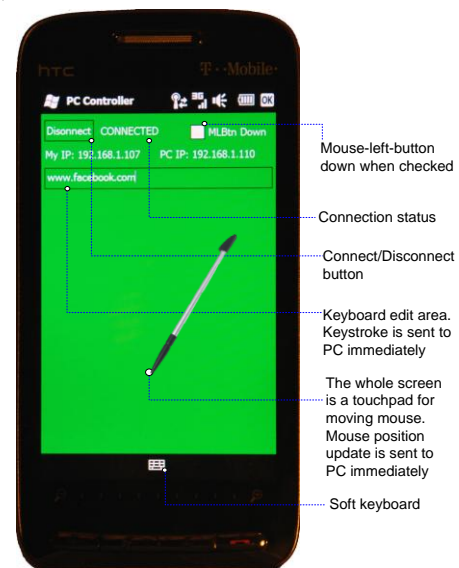 hTC
T··Mobile·
PC Controller
3G
OK
Disonnect CONNECTED MLBtn Down
My IP: 192.168.1.107 PC IP: 192.168.1.110
www.facebook.com
Mouse-left-button
down when checked
Connection status
Connect/Disconnect
button
Keyboard edit area.
Keystroke is sent to
PC immediately
The whole screen
is a touchpad for
moving mouse.
Mouse position
update is sent to
PC immediately
Soft keyboard